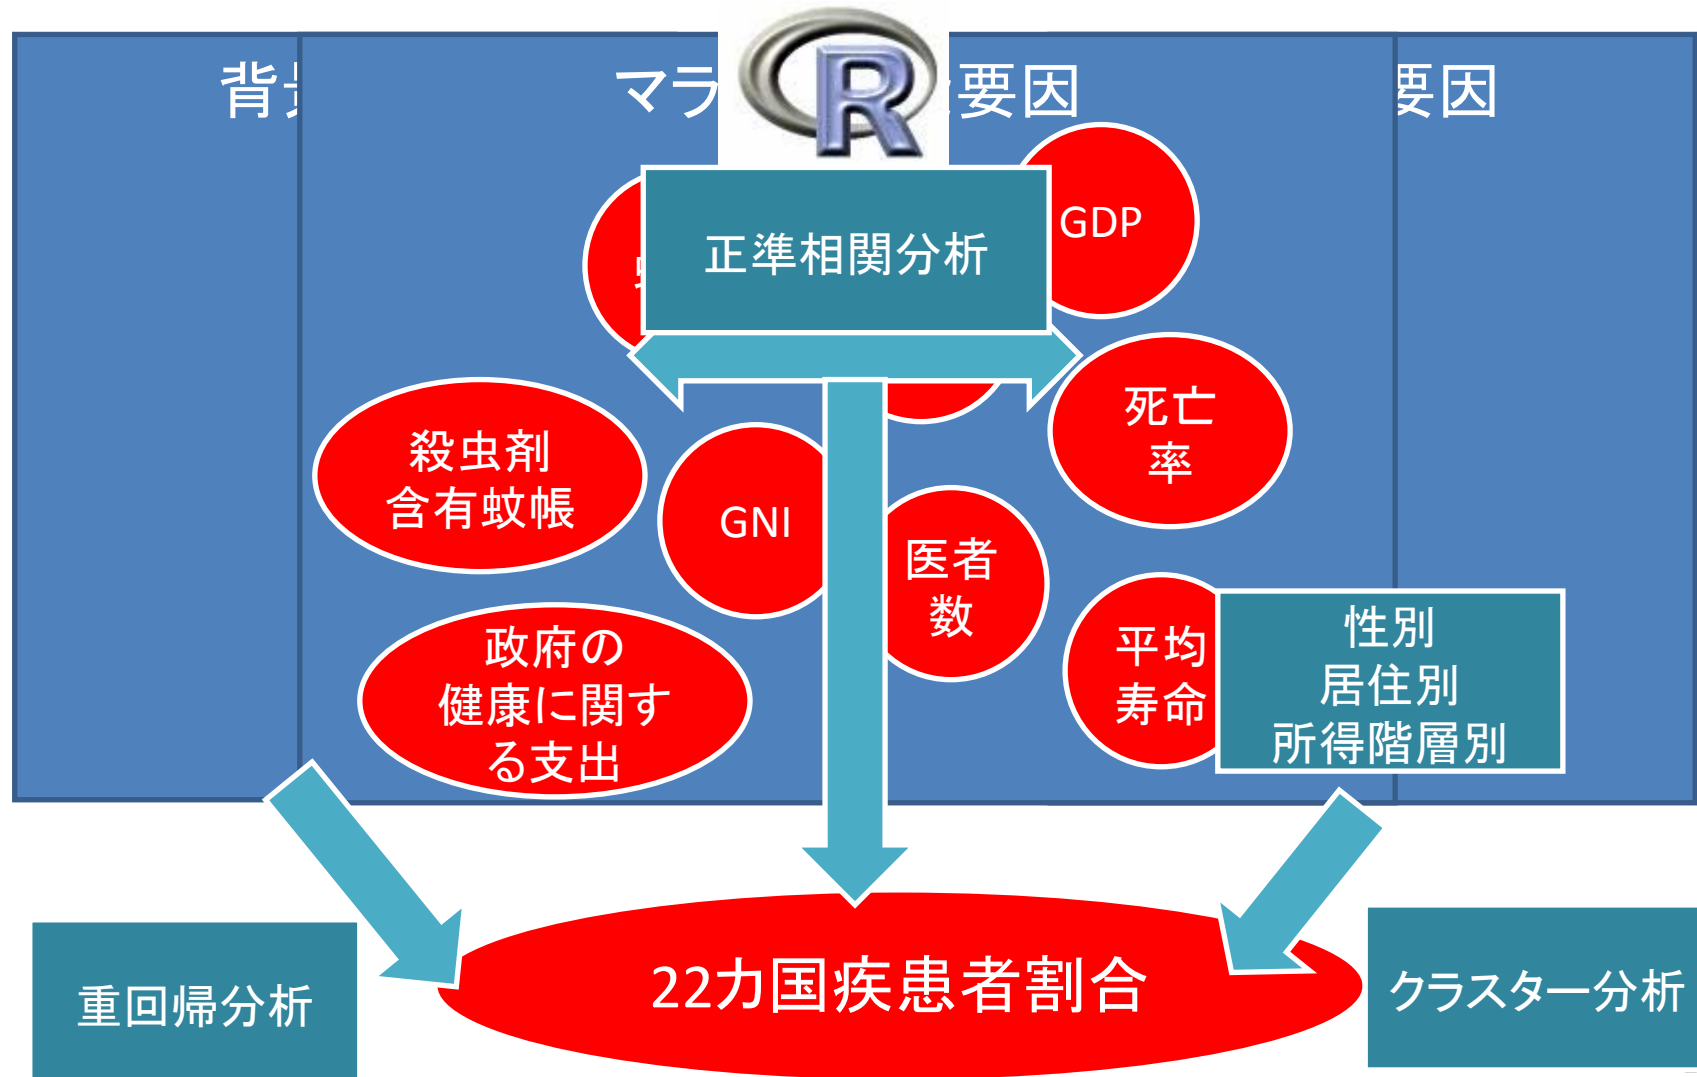 背
マラ
要因
要因
R
正準相関分析
GDP
死亡
率
殺虫剤
含有蚊帳
GNI
医者
数
政府の
健康に関す
る支出
平均
寿命
性別
居住別
所得階層別
22カ国疾患者割合
重回帰分析
クラスター分析